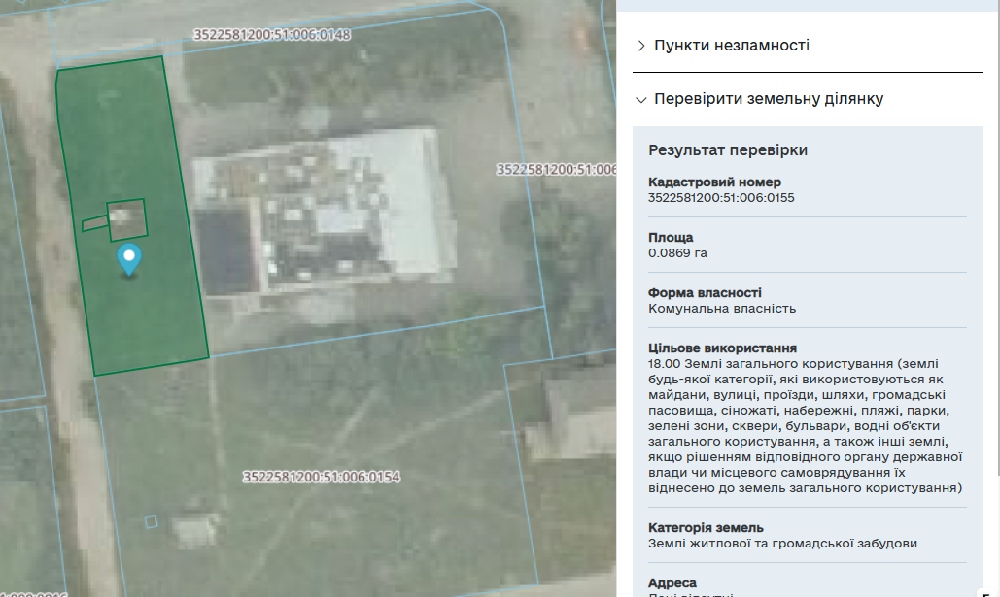 3522581200:51:006:0148
3522581200:51:006
3522581200:51:006:0154
Пункти незламності
Перевірити земельну ділянку
Результат перевірки
Кадастровий номер
3522581200:51:006:0155
Площа
0.0869 га
Форма власності
Комунальна власність
Цільове використання
18.00 Землі загального користування (землі
будь-якої категорії, які використовуються як
майдани, вулиці, проїзди, шляхи, громадські
пасовища, сіножаті, набережні, пляжі, парки,
зелені зони, сквери, бульвари, водні об'єкти
загального користування, а також інші землі,
якщо рішенням відповідного органу державної
влади чи місцевого самоврядування їх
віднесено до земель загального користування)
Категорія земель
Землі житлової та громадської забудови
Адреса